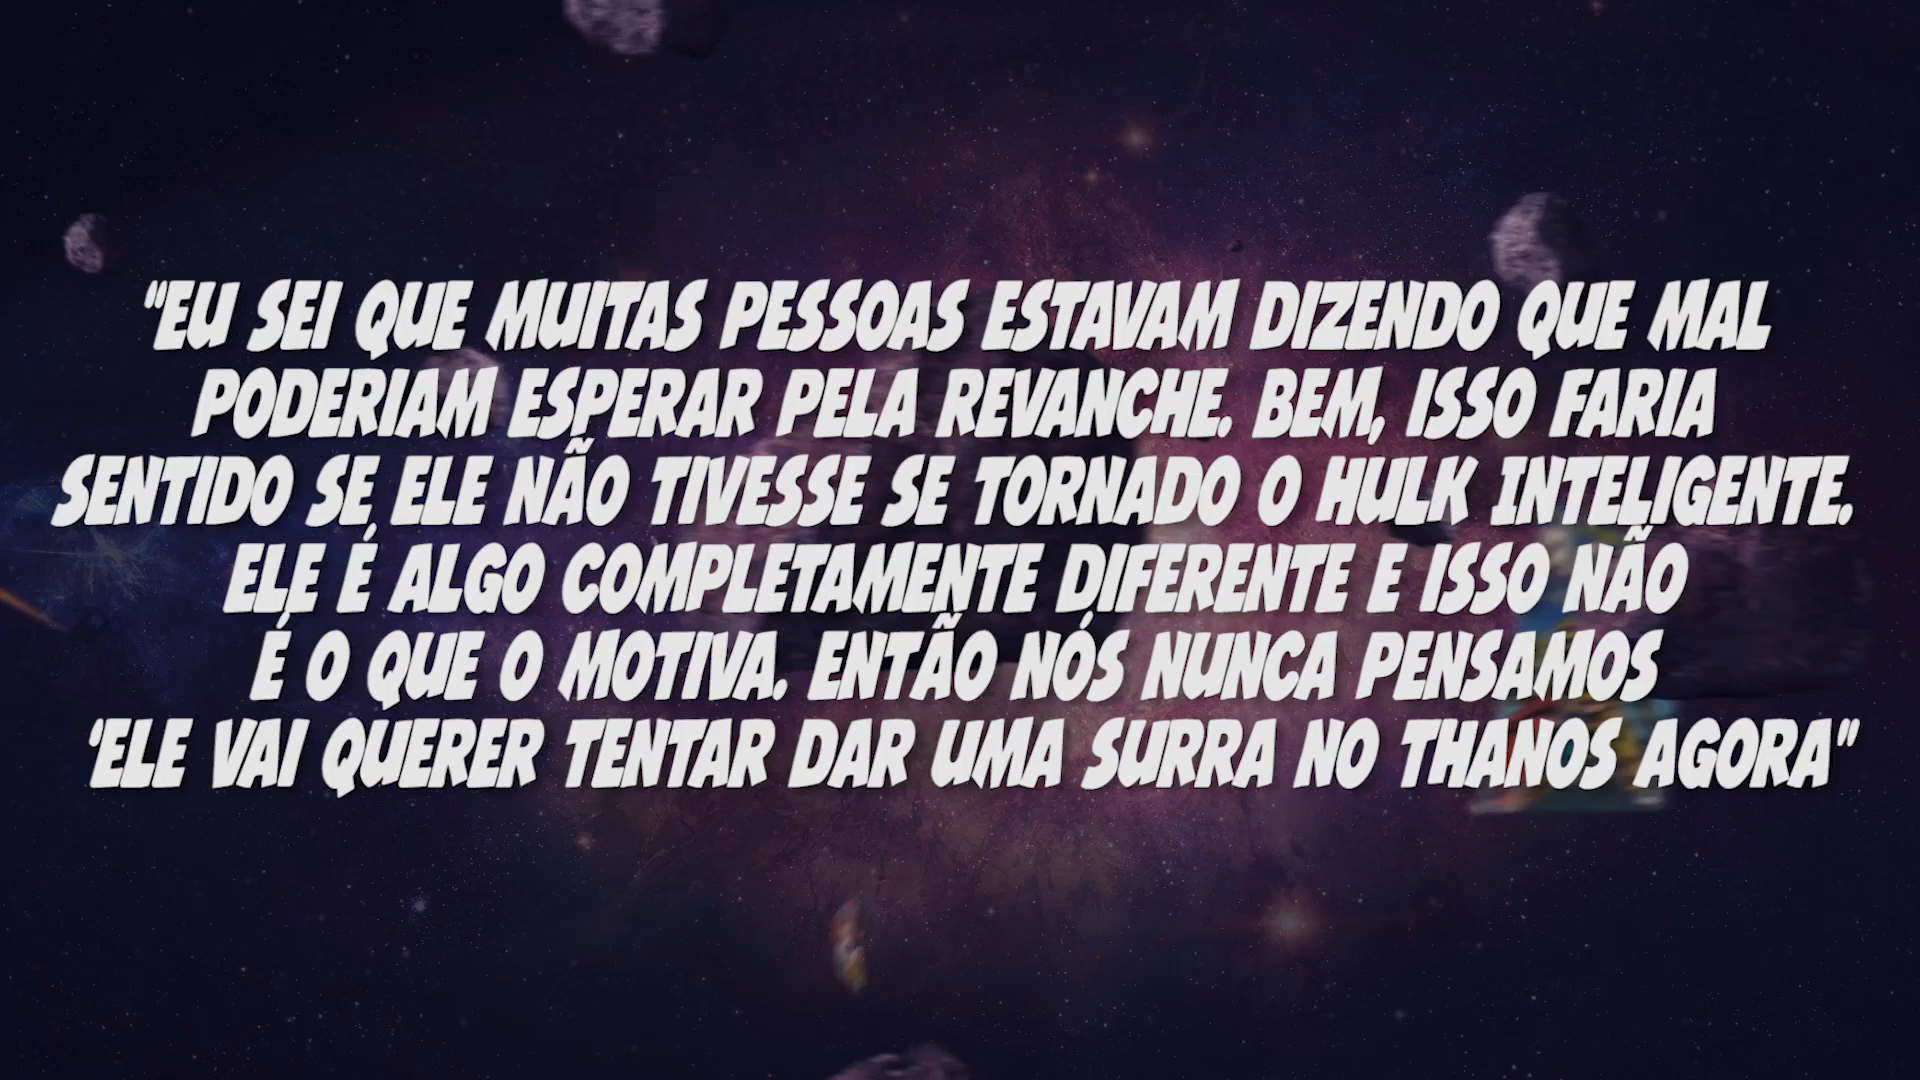 "EU SEI QUE MUITAS PESSOAS ESTAVAM DIZENDO QUE MAL
PODERIAM ESPERAR PELA REVANCHE. BEM, ISSO FARIA
SENTIDO SE ELE NÃO TIVESSE SE TORNADO O HULK INTELIGENTE.
ELE É ALGO COMPLETAMENTE DIFERENTE E ISSO NÃO
É O QUE O MOTIVA. ENTÃO NÓS NUNCA PENSAMOS
'ELE VAI QUERER TENTAR DAR UMA SURRA NO THANOS AGORA"